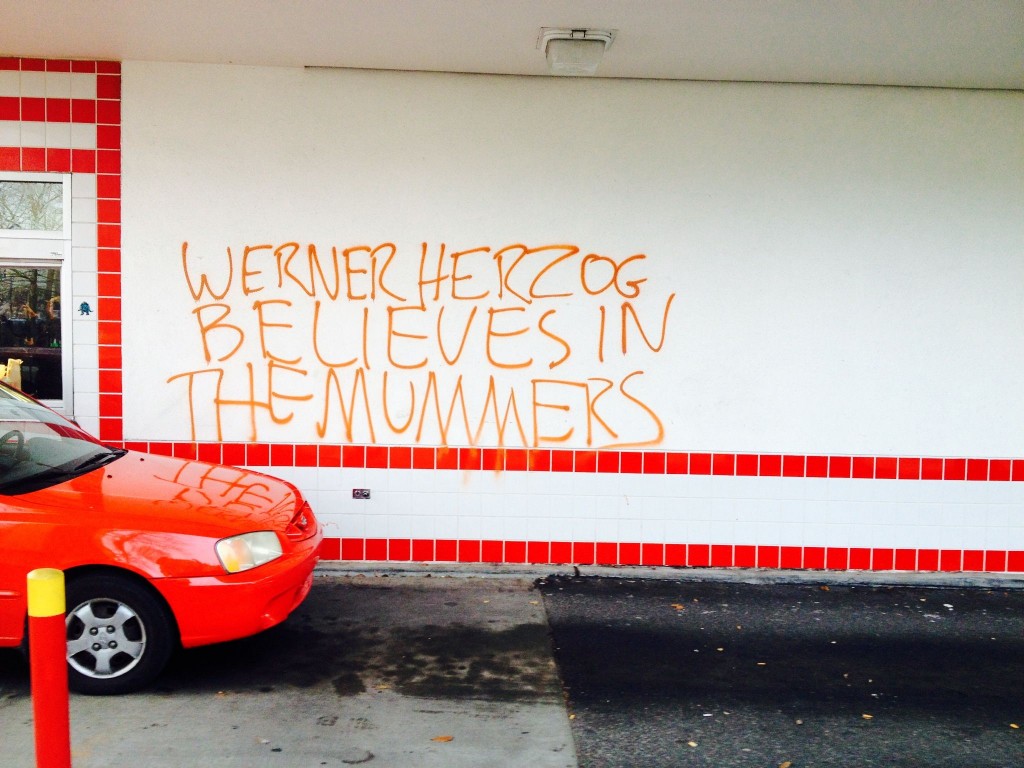 WERNER HERZOG
BELIEVES IN
THE MUMMERS